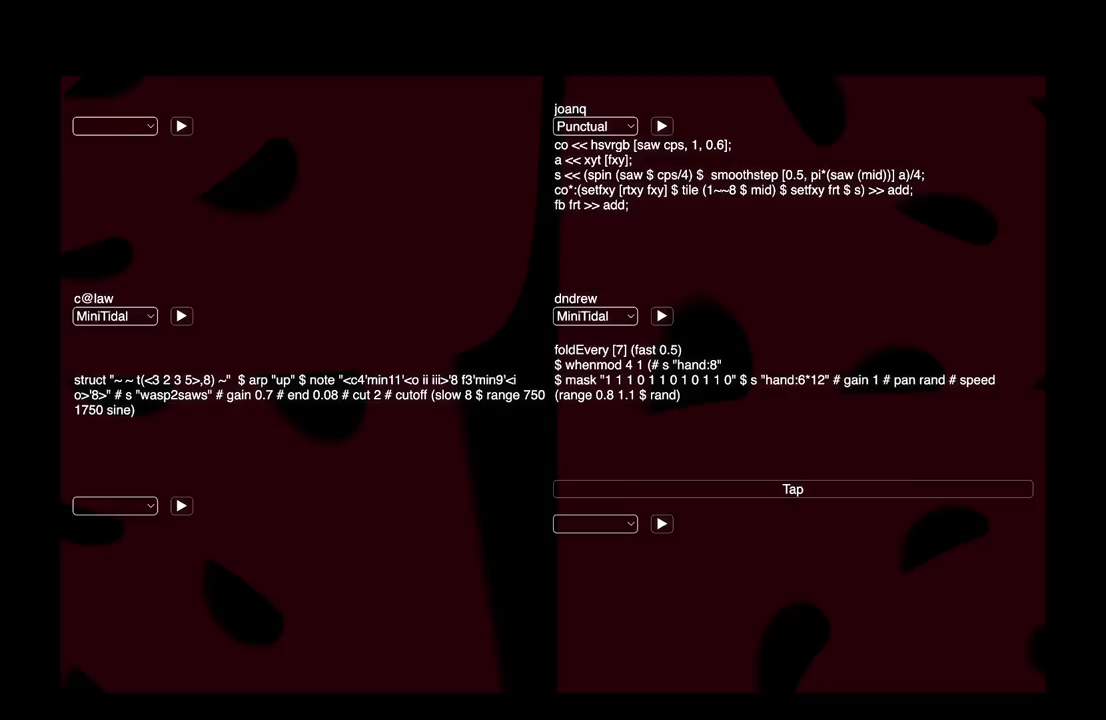 joanq
Punctual
co << hsvrgb [saw cps, 1, 0.6];
a << xyt [fxy];
s << (spin (saw $ cps/4) $  smoothstep [0.5, pi*(saw (mid))] a)/4;
co*:(setfxy [rtxy fxy] $ tile (1~~8 $ mid) $ setfxy frt $ s) >> add;
fb frt >> add;
c@law
MiniTidal
struct "~ ~ t(<3 2 3 5>,8) ~"  $ arp "up" $ note "<c4'min11'<o ii iii>'8 f3'min9'<i
o>'8>" # s "wasp2saws" # gain 0.7 # end 0.08 # cut 2 # cutoff (slow 8 $ range 750
1750 sine)
dndrew
MiniTidal
foldEvery [7] (fast 0.5)
$ whenmod 4 1 (# s "hand:8"
$ mask "1 1 1 0 1 1 0 1 0 1 1 0" $ s "hand:6*12" # gain 1 # pan rand # speed
(range 0.8 1.1 $ rand)
Tap